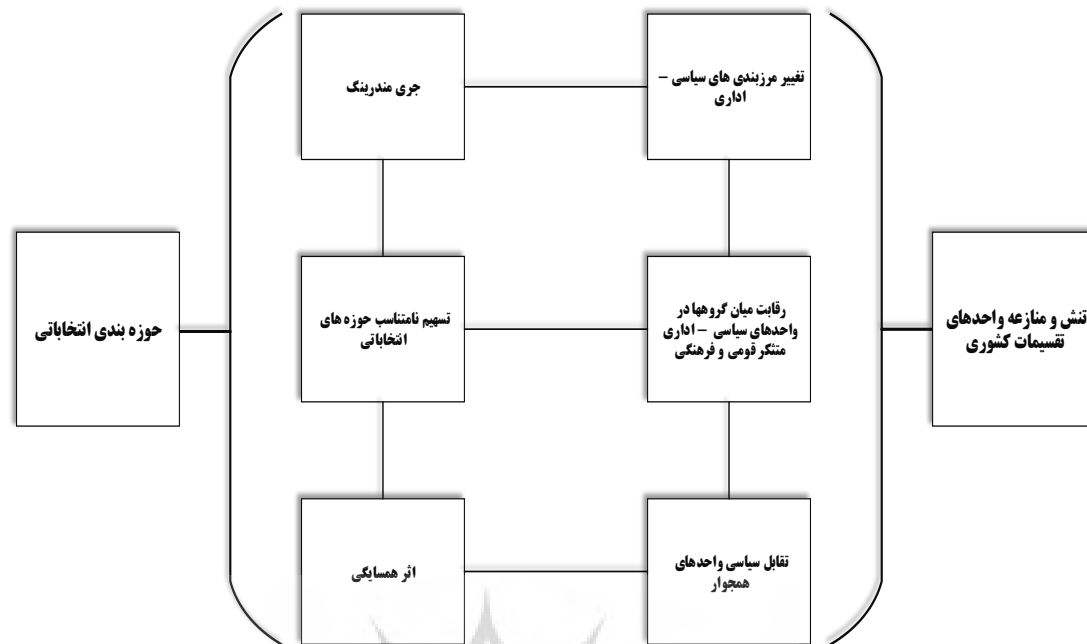 تغییر مرزبندی های سیاسی –
اداری
جری مندرینگ
تنش و منازعه واحدهای
تقسیمات کشوری
رقابت میان گروهها در
واحدهای سیاسی – اداری
متثکر قومی و فرهنگی
تسهیم نامتناسب حوزه های
انتخاباتی
حوزه بندی انتخاباتی
تقابل سیاسی واحدهای
همجوار
اثر همسایگی